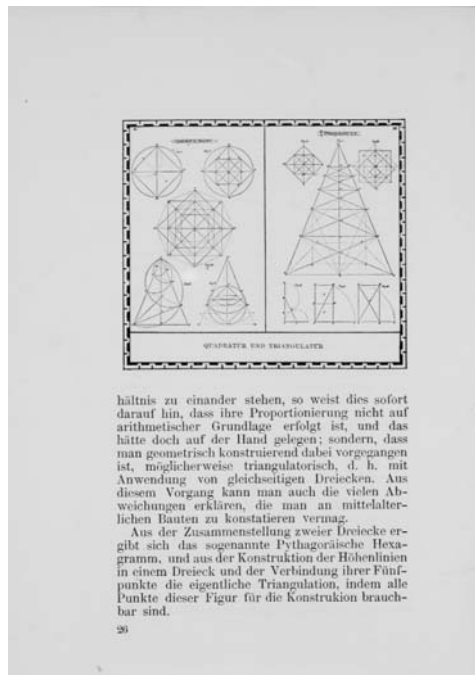 QUADRATUR UND TRIANGULATUR
hältnis zu einander stehen, so weist dies sofort
darauf hin, dass ihre Proportionierung nicht auf
arithmetischer Grundlage erfolgt ist, und das
hätte doch auf der Hand gelegen; sondern, dass
man geometrisch konstruierend dabei vorgegangen
ist, möglicherweise triangulatorisch, d. h. mit
Anwendung von gleichseitigen Dreiecken. Aus
diesem Vorgang kann man auch die vielen Ab-
weichungen erklären, die man an mittelalter-
lichen Bauten zu konstatieren vermag.
Aus der Zusammenstellung zweier Dreiecke er-
gibt sich das sogenannte Pythagoräische Hexa-
gramm, und aus der Konstruktion der Höhenlinien
in einem Dreieck und der Verbindung ihrer Fünf-
punkte die eigentliche Triangulation, indem alle
Punkte dieser Figur für die Konstrukion brauch-
bar sind.
26